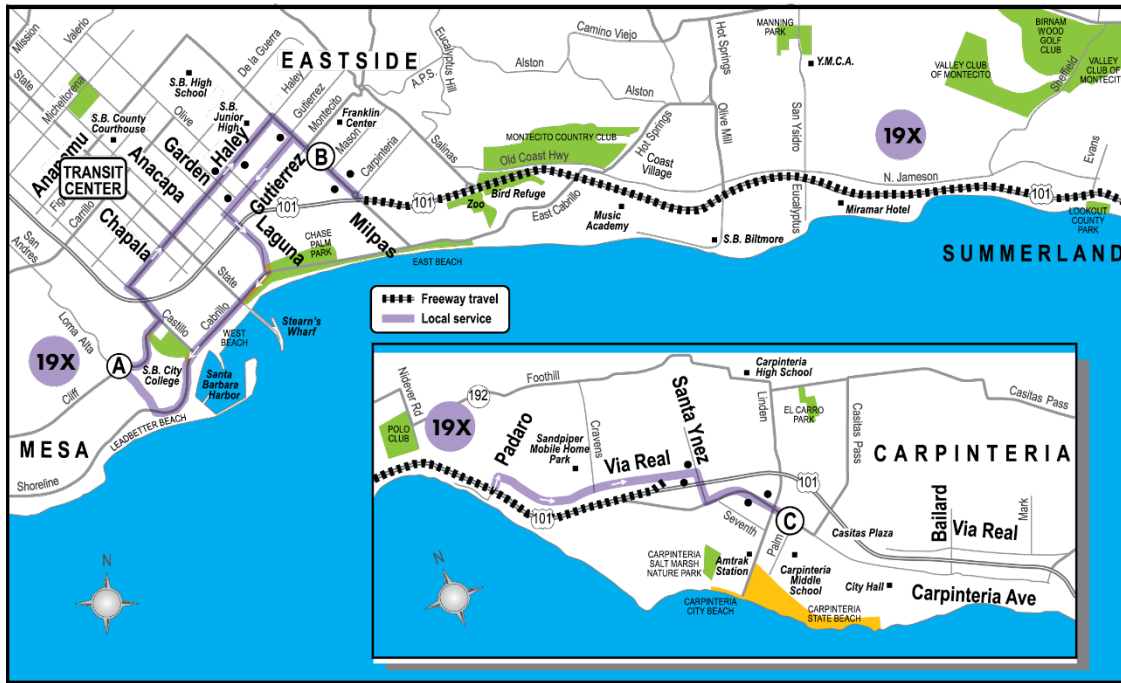 Mission
Valerio
State
Micheltorena
S.B. High
School
De la Guerra
EASTSIDE
Haley
Gutierrez
Montecito
Eucalyptus Hill
A.P.S.
Camino Viejo
Alston
Alston
Hot Springs
MANNING
PARK
Y.M.C.A.
BIRNAM
WOOD
GOLF
CLUB
VALLEY CLUB
OF MONTECITO
VALLEY
CLUB OF
MONTECITO
Sheffield
S.B. County
Courthouse
Olive
S.B.
Junior
High
Franklin
Center
Mason
Carpinteria
Salinas
MONTECITO COUNTRY CLUB
Hot Springs
Old Coast Hwy
Coast
Village
Olive Mill
San Ysidro
19X
Evans
Anapamu
TRANSIT
CENTER
Figu
Carrillo
Anacapa
Garden
Haley
Gutierrez
B
Chapala
Laguna
Milpas
101
101
Bird Refuge
Zoo
East Cabrillo
Music
Academy
S.B. Biltmore
Eucalyptus
N. Jameson
Miramar Hotel
101
LOOKOUT
COUNTY
PARK
San
Andres
CHASE
PALM
PARK
EAST BEACH
SUMMERLAND
State
Cabrillo
Castillo
Stearn's
Wharf
WEST
BEACH
Loma Alta
19X
A
S.B. City
College
Santa
Barbara
Harbor
Cliff
LEADBETTER BEACH
MESA
Shoreline
N
Freeway travel
Local service
Nidever Rd
192
Foothill
Carpinteria
High School
Casitas Pass
POLO
CLUB
19X
Padaro
Sandpiper
Mobile Home
Park
Cravens
Via Real
Santa Ynez
Linden
EL CARRO
PARK
Casitas Pass
CARPINTERIA
101
101
Seventh
Palm
C
Casitas Plaza
Bailard
Via Real
Mark
CARPINTERIA
SALT MARSH
NATURE PARK
Amtrak
Station
Carpinteria
Middle
School
City Hall
Carpinteria Ave
CARPINTERIA
CITY BEACH
CARPINTERIA
STATE BEACH
N